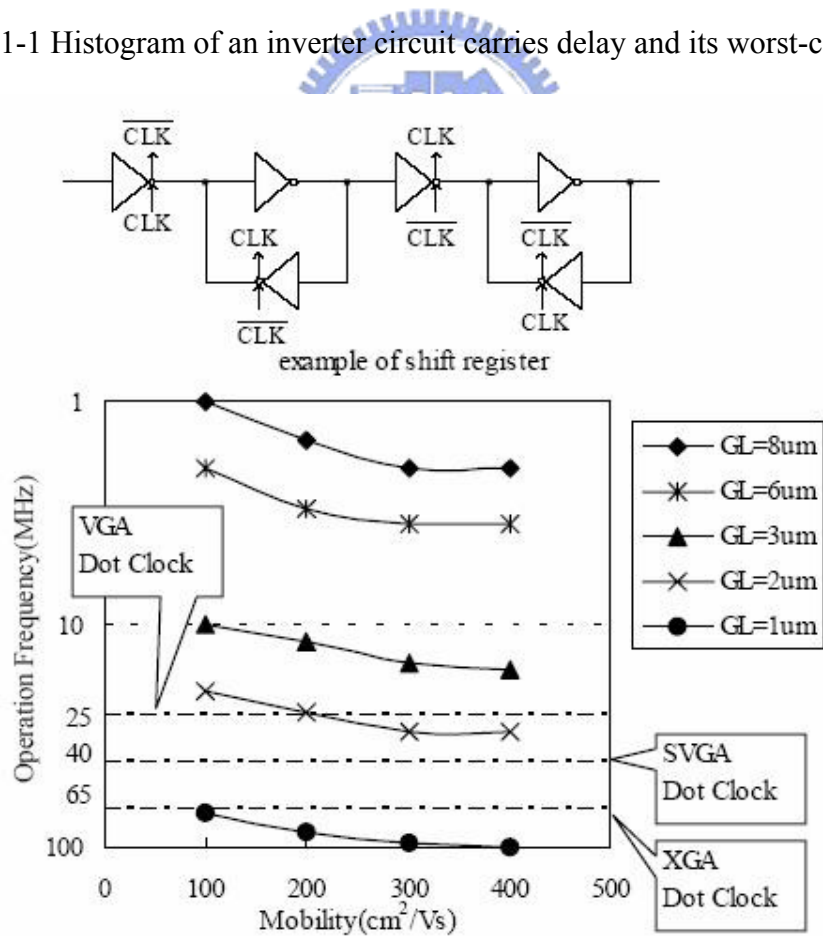 1-1 Histogram of an inverter circuit carries delay and its worst-c
CLK CLK
CLK CLK
CLK CLK
CLK CLK
example of shift register
Operation Frequency(MHz)
1
10
25
40
65
100
VGA
Dot Clock
GL=8um
GL=6um
GL=3um
GL=2um
GL=1um
SVGA
Dot Clock
XGA
Dot Clock
0 100 200 300 400 500
Mobility(cm²/Vs)